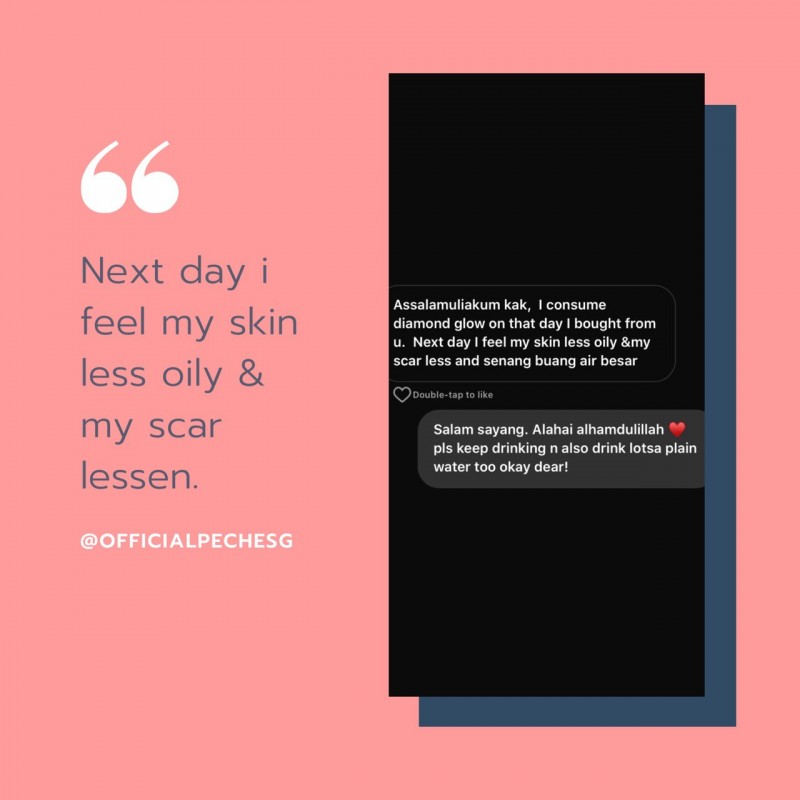 Next day i
feel my skin
less oily &
my scar
lessen.
@OFFICIALPECHESG
Assalamuliakum kak, I consume
diamond glow on that day I bought from
u. Next day I feel my skin less oily &my
scar less and senang buang air besar
Double-tap to like
Salam sayang. Alahai alhamdulillah ❤️
pls keep drinking n also drink lotsa plain
water too okay dear!